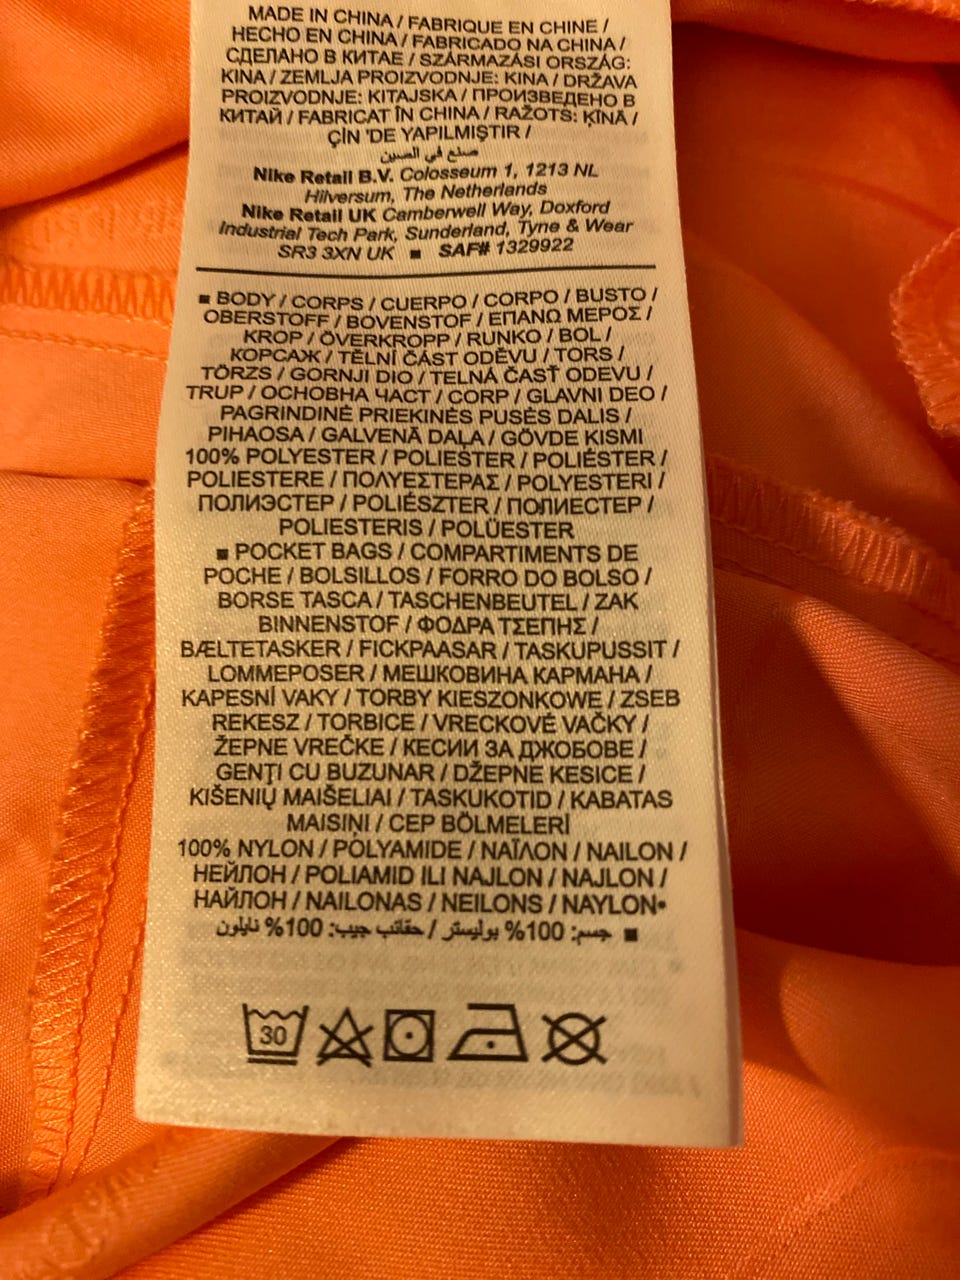 MADE IN CHINA / FABRIQUE EN CHINE /
HECHO EN CHINA / FABRICADO NA CHINA /
СДЕЛАНО В КИТАЕ / SZÁRMAZÁSI ORSZÁG:
KINA / ZEMLJA PROIZVODNJE: KINA / DRŽAVA
PROIZVODNJE: KITAJSKA / ПРОИЗВЕДЕНО В
КИТАЙ / FABRICAT ÎN CHINA / RAŽOTS: ĶĪNĀ /
ÇİN 'DE YAPILMIŞTIR /
صنع في الصين
Nike Retail B.V. Colosseum 1, 1213 NL
Hilversum, The Netherlands
Nike Retail UK Camberwell Way, Doxford
Industrial Tech Park, Sunderland, Tyne & Wear
SR3 3XN UK ■ SAF# 1329922
■ BODY / CORPS / CUERPO / CORPO / BUSTO /
OBERSTOFF / BOVENSTOF / ΕΠΑΝΩ ΜΕΡΟΣ /
KROP / ÖVERKROPP / RUNKO / BOL /
КОРСАЖ / TĚLNÍ ČÁST ODĚVU / TORS /
TÖRZS / GORNJI DIO / TELNÁ ČASŤ ODEVU /
TRUP / ОСНОВНА ЧАСТ / CORP / GLAVNI DEO /
PAGRINDINĖ PRIEKINĖS PUSĖS DALIS /
PIHAOSA / GALVENĀ DAĻA / GÖVDE KISMI
100% POLYESTER / POLIESTER / POLIÉSTER /
POLIESTERE / ΠΟΛΥΕΣΤΕΡΑΣ / POLYESTERI /
ПОЛИЭСТЕР / POLIÉSZTER / ПОЛИЕСТЕР /
POLIESTERIS / POLÜESTER
■ POCKET BAGS / COMPARTIMENTS DE
POCHE / BOLSILLOS / FORRO DO BOLSO /
BORSE TASCA / TASCHENBEUTEL / ZAK
BINNENSTOF / ΦΟΔΡΑ ΤΣΕΠΗΣ /
BÆLTETASKER / FICKPAASAR / TASKUPUSSIT /
LOMMEPOSER / МЕШКОВИНА КАРМАНА /
KAPESNÍ VAKY / TORBY KIESZONKOWE / ZSEB
REKESZ / TORBICE / VRECKOVÉ VAČKY /
ŽEPNE VREČKE / КЕСИИ ЗА ДЖОБОВЕ /
GENŢI CU BUZUNAR / DŽEPNE KESICE /
KIŠENIŲ MAIŠELIAI / TASKUKOTID / KABATAS
MAISIŅI / CEP BÖLMELERİ
100% NYLON / POLYAMIDE / ΝΑΪΛΟΝ / NAILON /
НЕЙЛОН / POLIAMID ILI NAJLON / NAJLON /
НАЙЛОН / NAILONAS / NEILONS / NAYLON•
■ جسم: 100% بوليستر / حقائب جيب: 100% نايلون
30